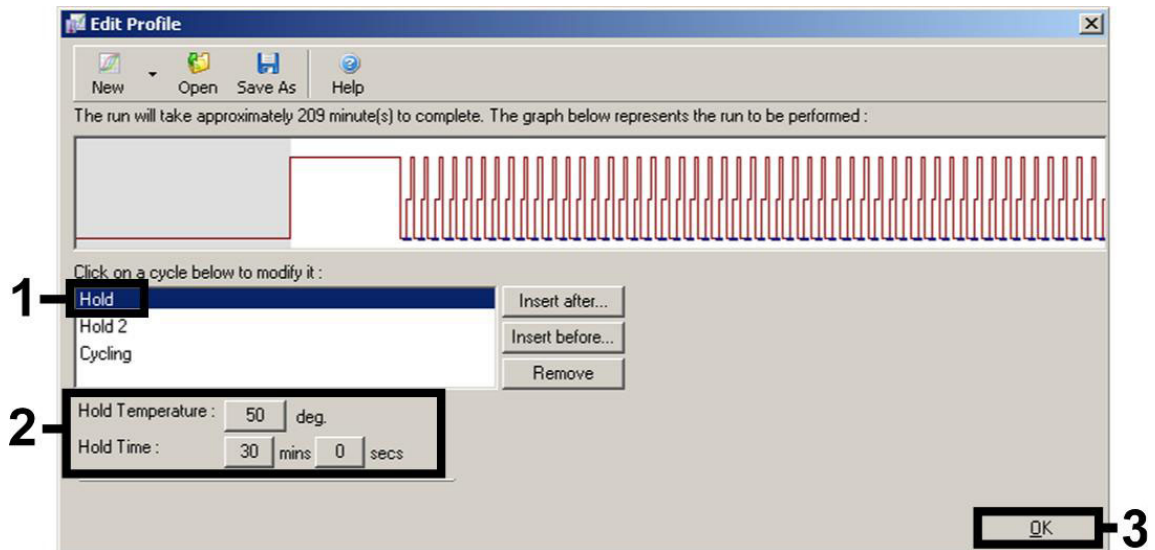 Edit Profile
New Open Save As Help
The run will take approximately 209 minute(s) to complete. The graph below represents the run to be performed :
Click on a cycle below to modify it :
1
Hold
Hold 2
Cycling
Insert after...
Insert before...
Remove
2
Hold Temperature : 50 deg.
Hold Time : 30 mins 0 secs
OK
3